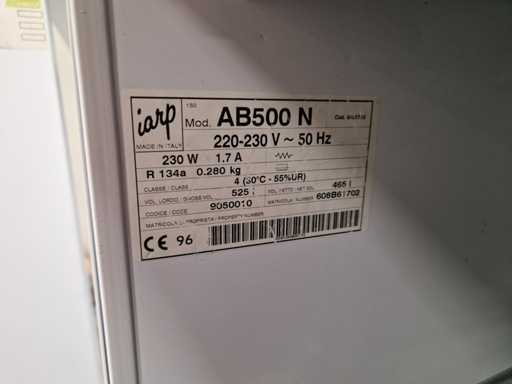 iarp
MADE IN ITALY
150
Mod. AB500 N
220-230 V ~ 50 Hz
230 W 1.7 A
R 134a 0.280 kg
CLASSE / CLASS 4 (30°C - 55%UR)
VOL. LORDO / GROSS VOL. 525 l VOL. NETTO / NET VOL. 465 l
CODICE / CODE 9050010 MATRICOLA / NUMBER 608B61702
MATRICOLA DI PROPRIETA' / PROPERTY NUMBER
CE 96